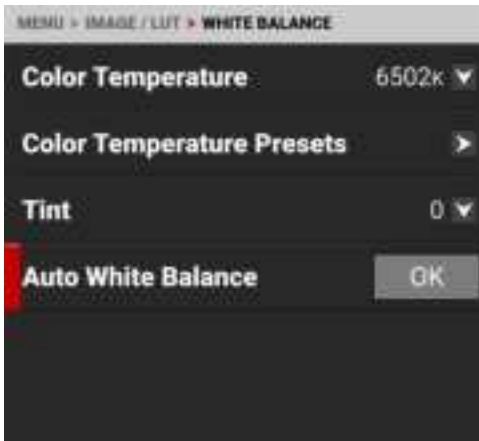 MENU > IMAGE / LUT > WHITE BALANCE
Color Temperature 6502K
Color Temperature Presets
Tint 0
Auto White Balance OK